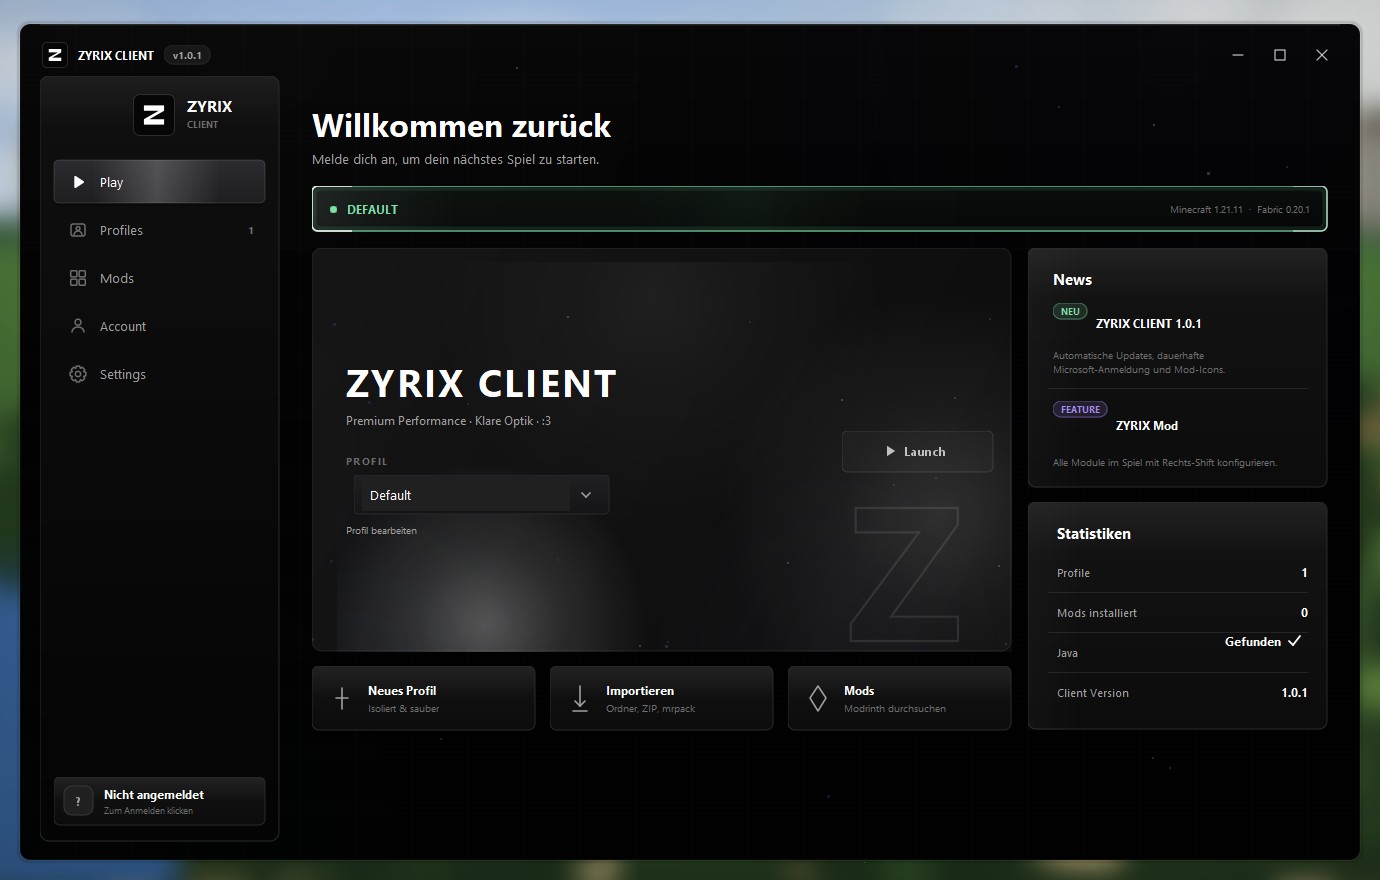 ZYRIX CLIENT v1.0.1
ZYRIX
CLIENT
Play
Profiles 1
Mods
Account
Settings
Nicht angemeldet
Zum Anmelden klicken
Willkommen zurück
Melde dich an, um dein nächstes Spiel zu starten.
DEFAULT
Minecraft 1.21.11 · Fabric 0.20.1
ZYRIX CLIENT
Premium Performance · Klare Optik · :3
PROFIL
Default
Profil bearbeiten
Launch
Neues Profil
Isoliert & sauber
Importieren
Ordner, ZIP, mrpack
Mods
Modrinth durchsuchen
News
NEU
ZYRIX CLIENT 1.0.1
Automatische Updates, dauerhafte
Microsoft-Anmeldung und Mod-Icons.
FEATURE
ZYRIX Mod
Alle Module im Spiel mit Rechts-Shift konfigurieren.
Statistiken
Profile 1
Mods installiert 0
Java Gefunden ✓
Client Version 1.0.1